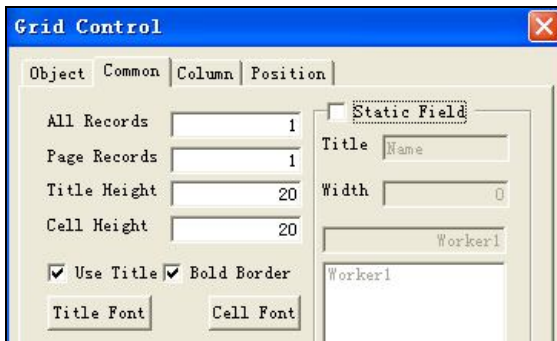 Grid Control
Object Common Column Position
All Records 1
Page Records 1
Title Height 20
Cell Height 20
Use Title Bold Border
Title Font Cell Font
Static Field
Title Name
Width 0
Worker1
Worker1